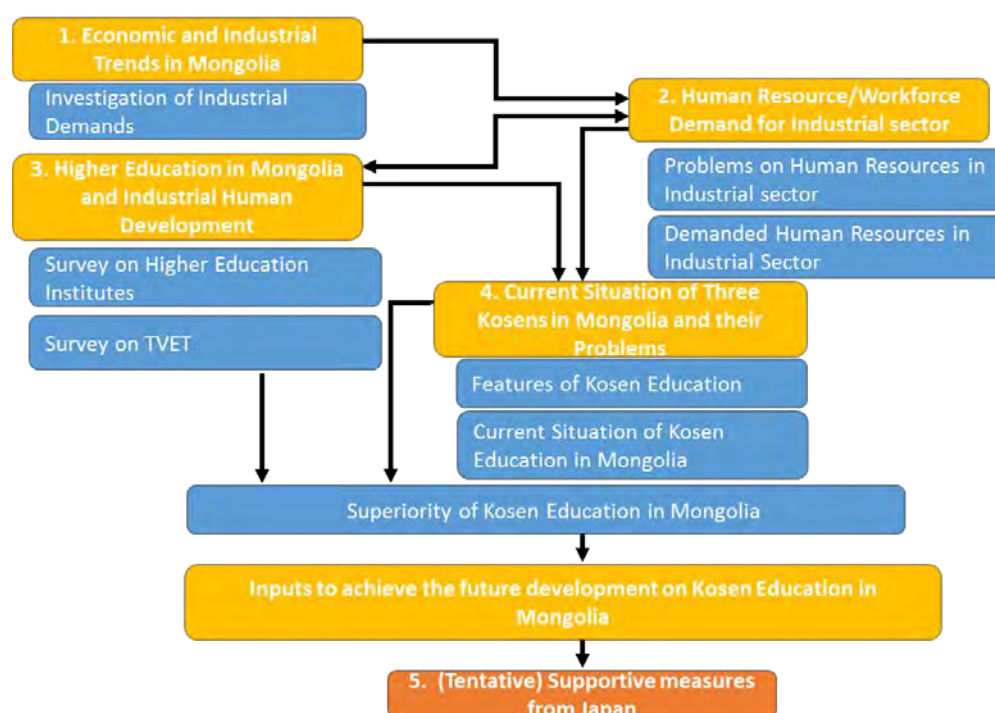 1. Economic and Industrial
Trends in Mongolia
Investigation of Industrial
Demands
2. Human Resource/Workforce
Demand for Industrial sector
Problems on Human Resources in
Industrial sector
Demanded Human Resources in
Industrial Sector
3. Higher Education in Mongolia
and Industrial Human
Development
Survey on Higher Education
Institutes
Survey on TVET
4. Current Situation of Three
Kosens in Mongolia and their
Problems
Features of Kosen Education
Current Situation of Kosen
Education in Mongolia
Superiority of Kosen Education in Mongolia
Inputs to achieve the future development on Kosen Education in
Mongolia
5. (Tentative) Supportive measures
from Japan